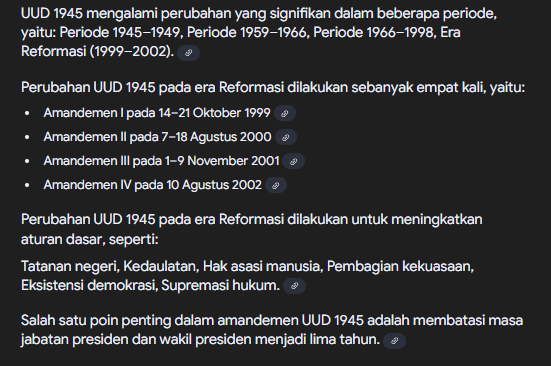 UUD 1945 mengalami perubahan yang signifikan dalam beberapa periode,
yaitu: Periode 1945–1949, Periode 1959–1966, Periode 1966–1998, Era
Reformasi (1999–2002).
Perubahan UUD 1945 pada era Reformasi dilakukan sebanyak empat kali, yaitu:
• Amandemen I pada 14–21 Oktober 1999
• Amandemen II pada 7–18 Agustus 2000
• Amandemen III pada 1–9 November 2001
• Amandemen IV pada 10 Agustus 2002
Perubahan UUD 1945 pada era Reformasi dilakukan untuk meningkatkan
aturan dasar, seperti:
Tatanan negeri, Kedaulatan, Hak asasi manusia, Pembagian kekuasaan,
Eksistensi demokrasi, Supremasi hukum.
Salah satu poin penting dalam amandemen UUD 1945 adalah membatasi masa
jabatan presiden dan wakil presiden menjadi lima tahun.